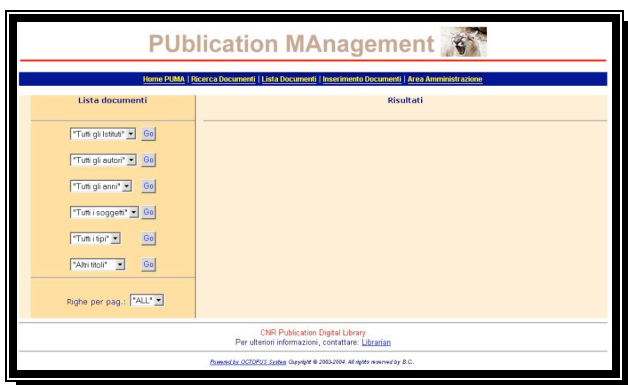 PUblication MAnagement
Home PUMA | Ricerca Documenti | Lista Documenti | Inserimento Documenti | Area Amministrazione
Lista documenti
Risultati
"Tutti gli Istituti" Go
"Tutti gli autori" Go
"Tutti gli anni" Go
"Tutti i soggetti" Go
"Tutti i tipi" Go
"Altri titoli" Go
Righe per pag.: "ALL"
CNR Publication Digital Library
Per ulteriori informazioni, contattare: Librarian
Powered by OCTOPUS System Copyright © 2003-2004. All rights reserved by B.C..